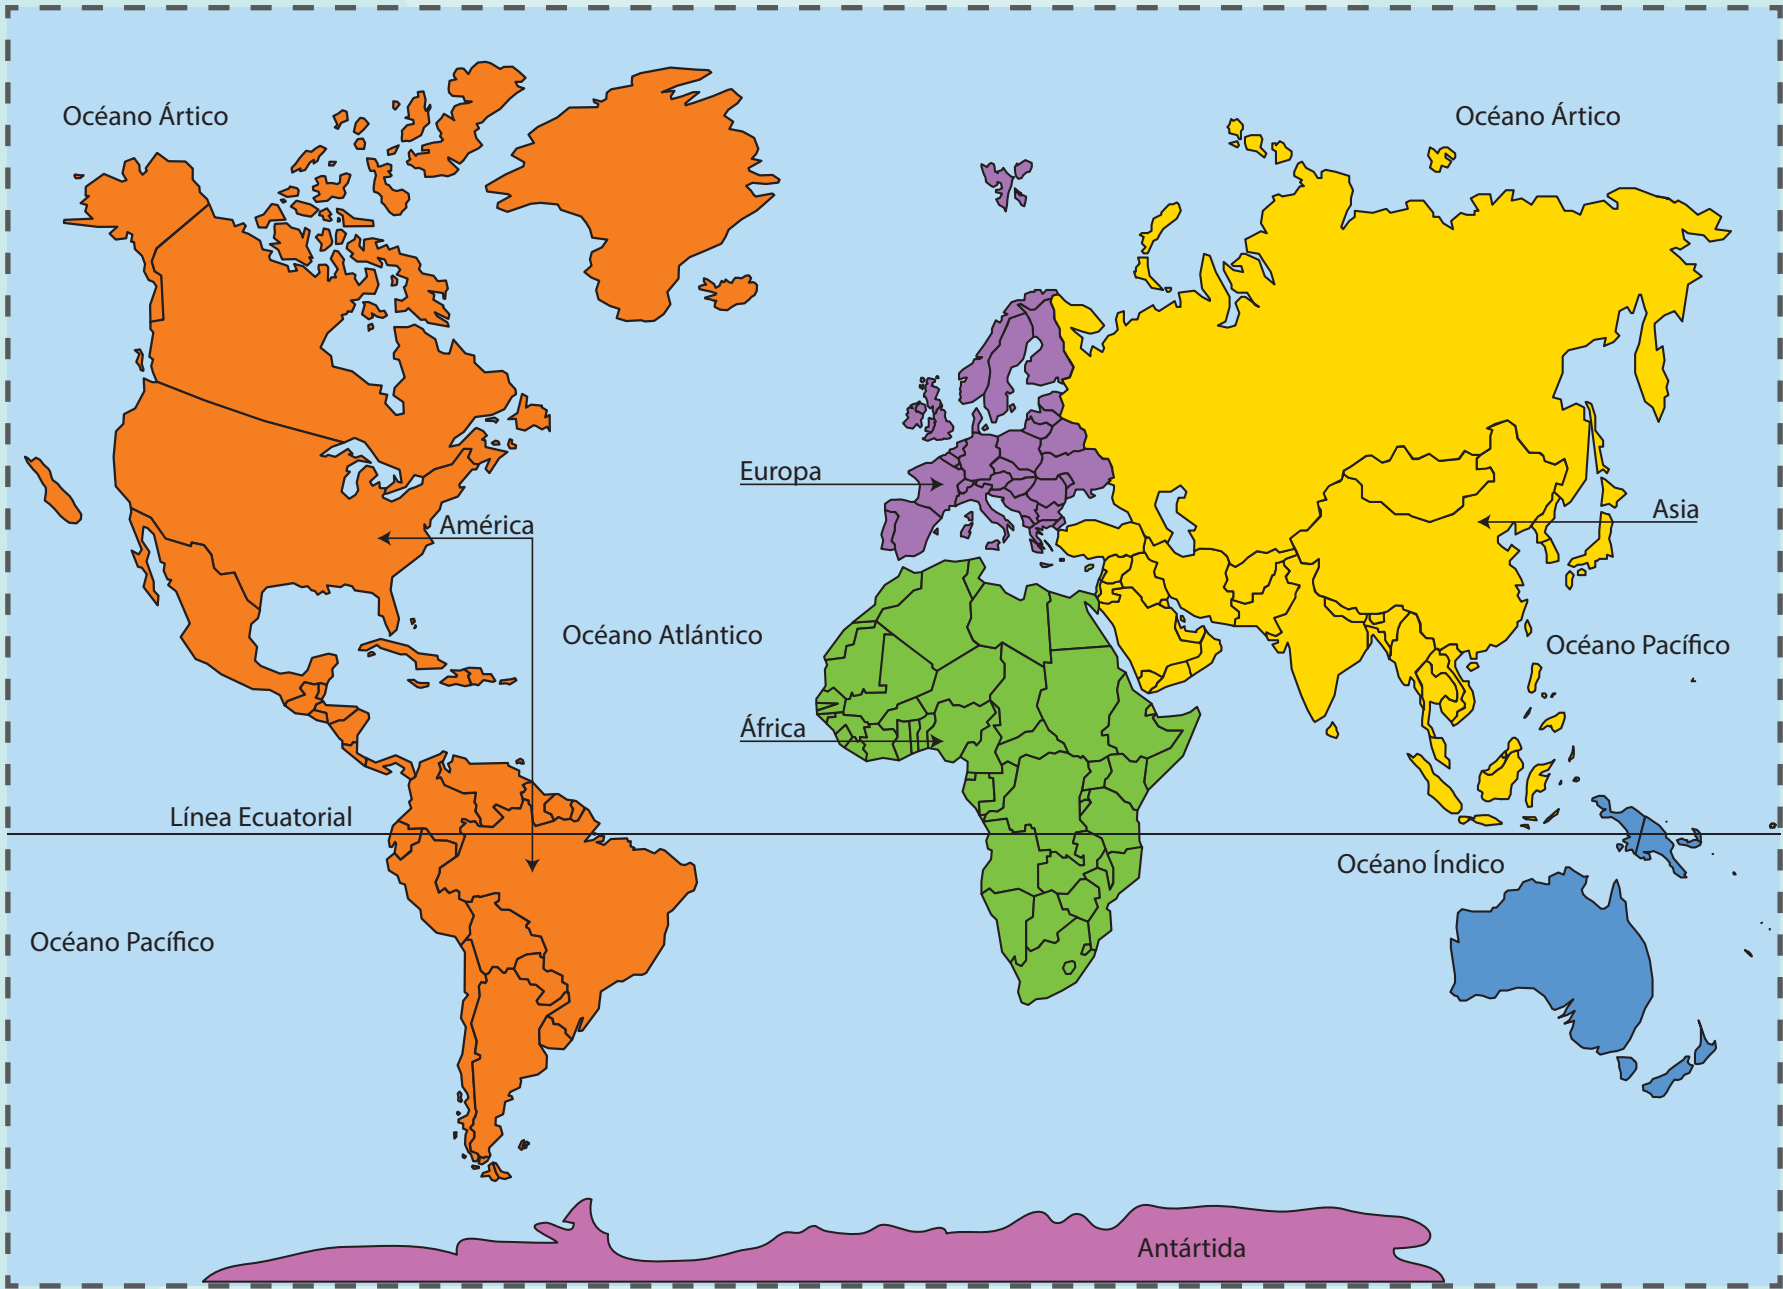 Océano Ártico
Océano Ártico
Europa
Asia
América
Océano Atlántico
Océano Pacífico
África
Línea Ecuatorial
Océano Índico
Océano Pacífico
Antártida